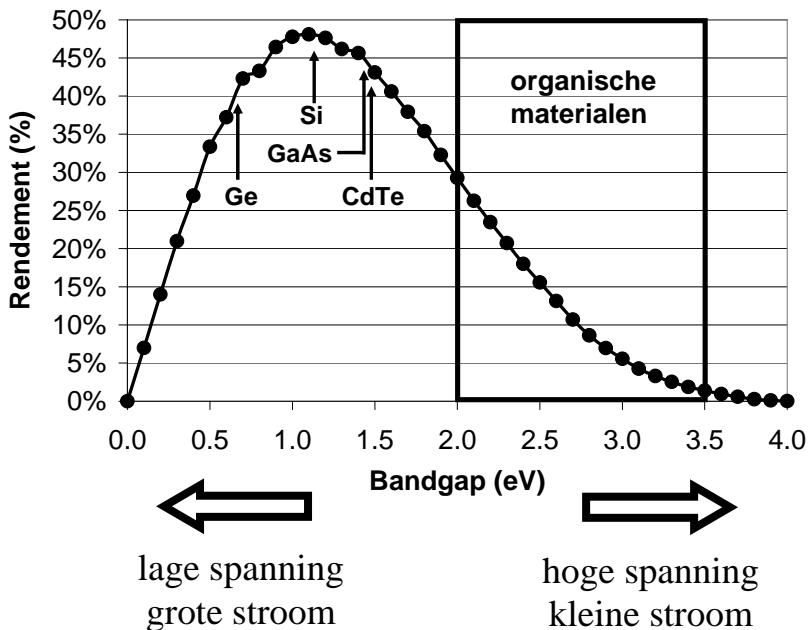 50%
45%
40%
35%
30%
25%
20%
15%
10%
5%
0%
Rendement (%)
organische
materialen
Si
GaAs
Ge
CdTe
0.0 0.5 1.0 1.5 2.0 2.5 3.0 3.5 4.0
Bandgap (eV)
lage spanning
grote stroom
hoge spanning
kleine stroom